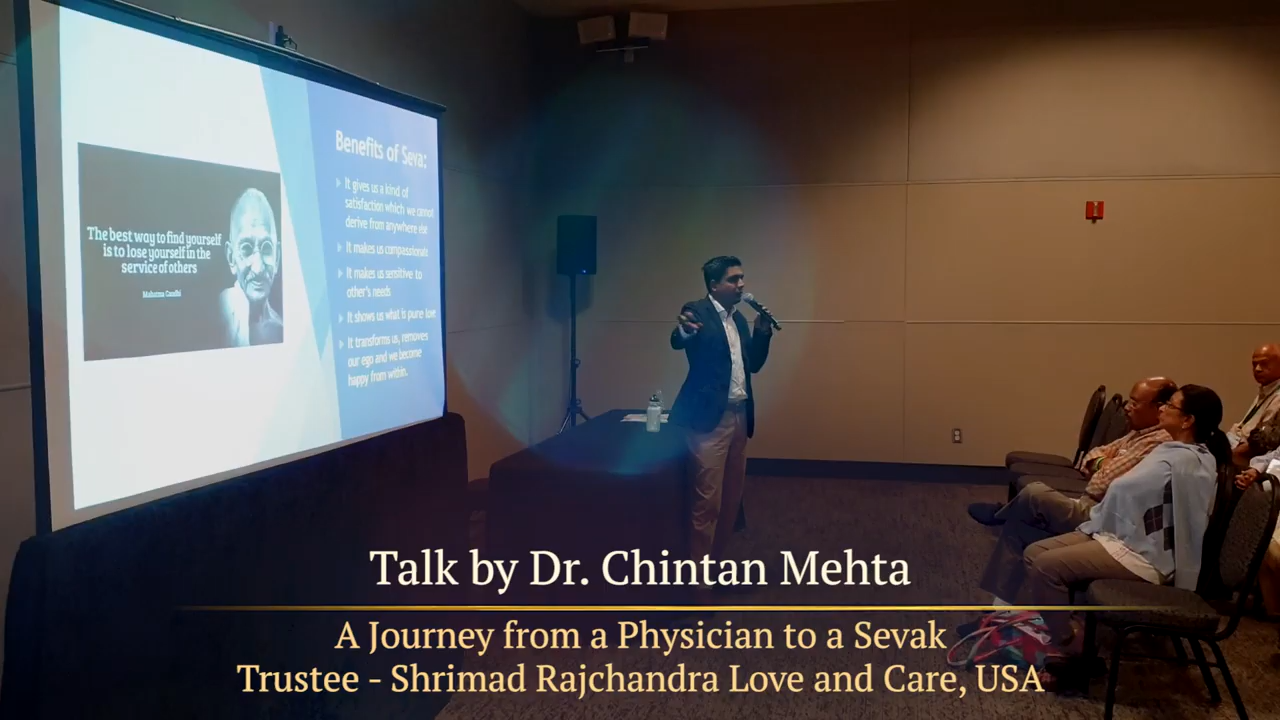 The best way to find yourself
is to lose yourself in the
service of others
Mahatma Gandhi
Benefits of Seva:
It gives us a kind of
satisfaction which we cannot
derive from anywhere else
It makes us compassionate
It makes us sensitive to
other's needs
It shows us what is pure love
It transforms us, removes
our ego and we become
happy from within.
Talk by Dr. Chintan Mehta
A Journey from a Physician to a Sevak
Trustee - Shrimad Rajchandra Love and Care, USA